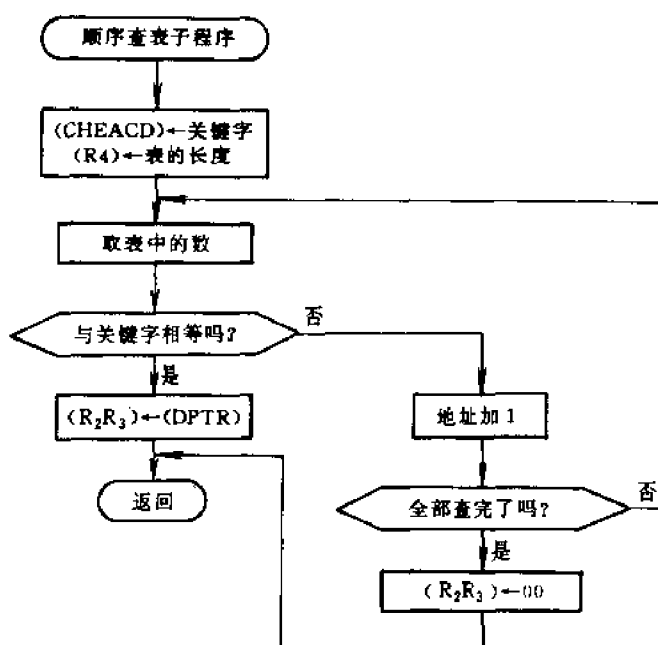 顺序查表子程序
(CHEACD)←关键字
(R4)←表的长度
取表中的数
与关键字相等吗?
否
是
(R₂R₃)←(DPTR)
地址加1
返回
全部查完了吗?
否
是
(R₂R₃)←00